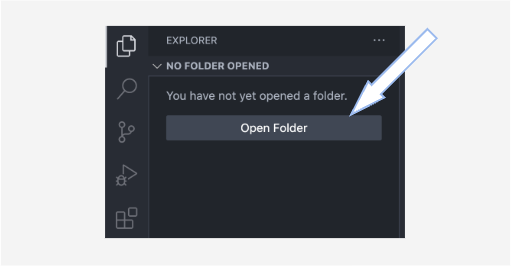 EXPLORER
NO FOLDER OPENED
You have not yet opened a folder.
Open Folder